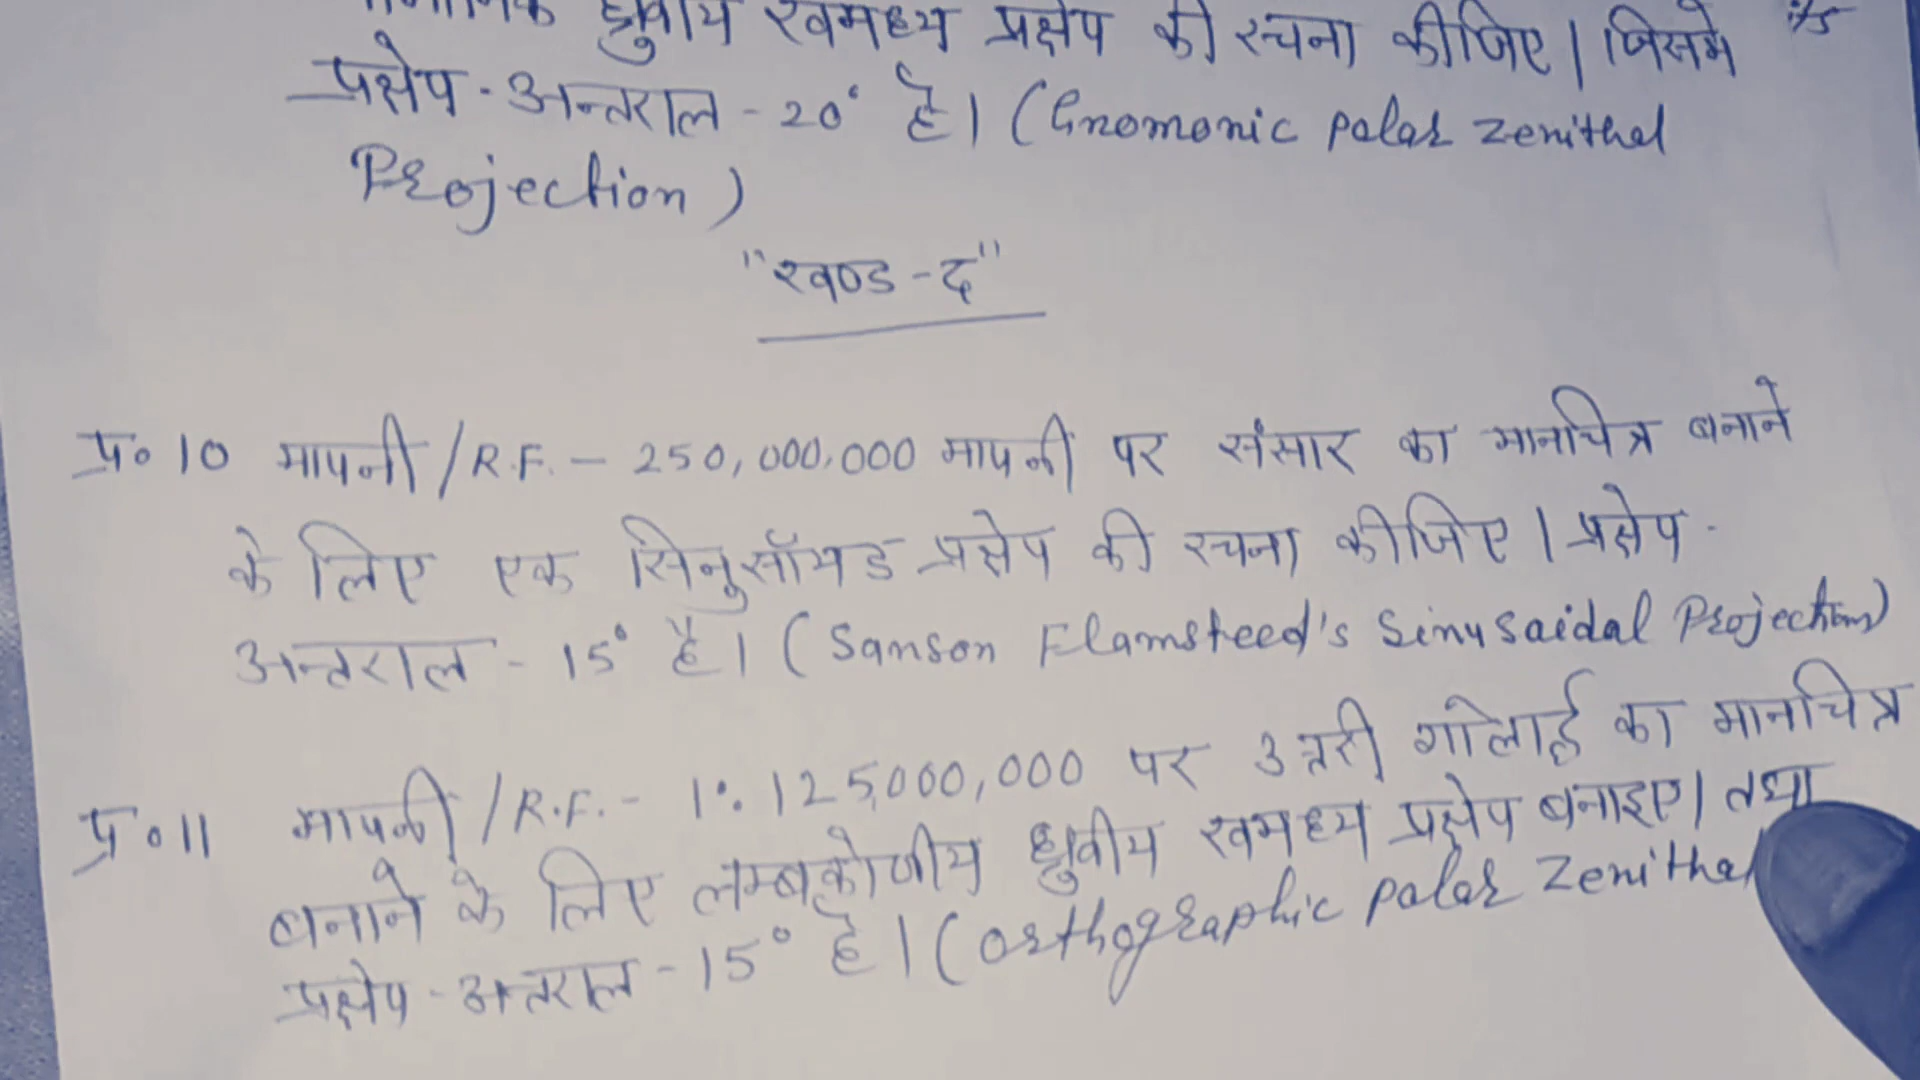 ध्रुवीय खमध्य प्रक्षेप की रचना कीजिए। जिसमे
प्रक्षेप-अन्तराल - 20° है। (Gnomonic Polar Zenithal
Projection)
"खण्ड-द"
प्र० 10 मापनी/R.F. - 250,000,000 मापनी पर संसार का मानचित्र बनाने
के लिए एक सिनुसॉयड प्रक्षेप की रचना कीजिए। प्रक्षेप-
अन्तराल - 15° है। (Sanson Flamsteed's Sinusaidal Projection)
प्र० 11 मापनी/R.F. - 1:125,000,000 पर उत्तरी गोलार्द्ध का मानचित्र
बनाने के लिए लम्बकोणीय ध्रुवीय खमध्य प्रक्षेप बनाइए। तथा
प्रक्षेप-अन्तराल - 15° है। (Orthographic Polar Zenithal